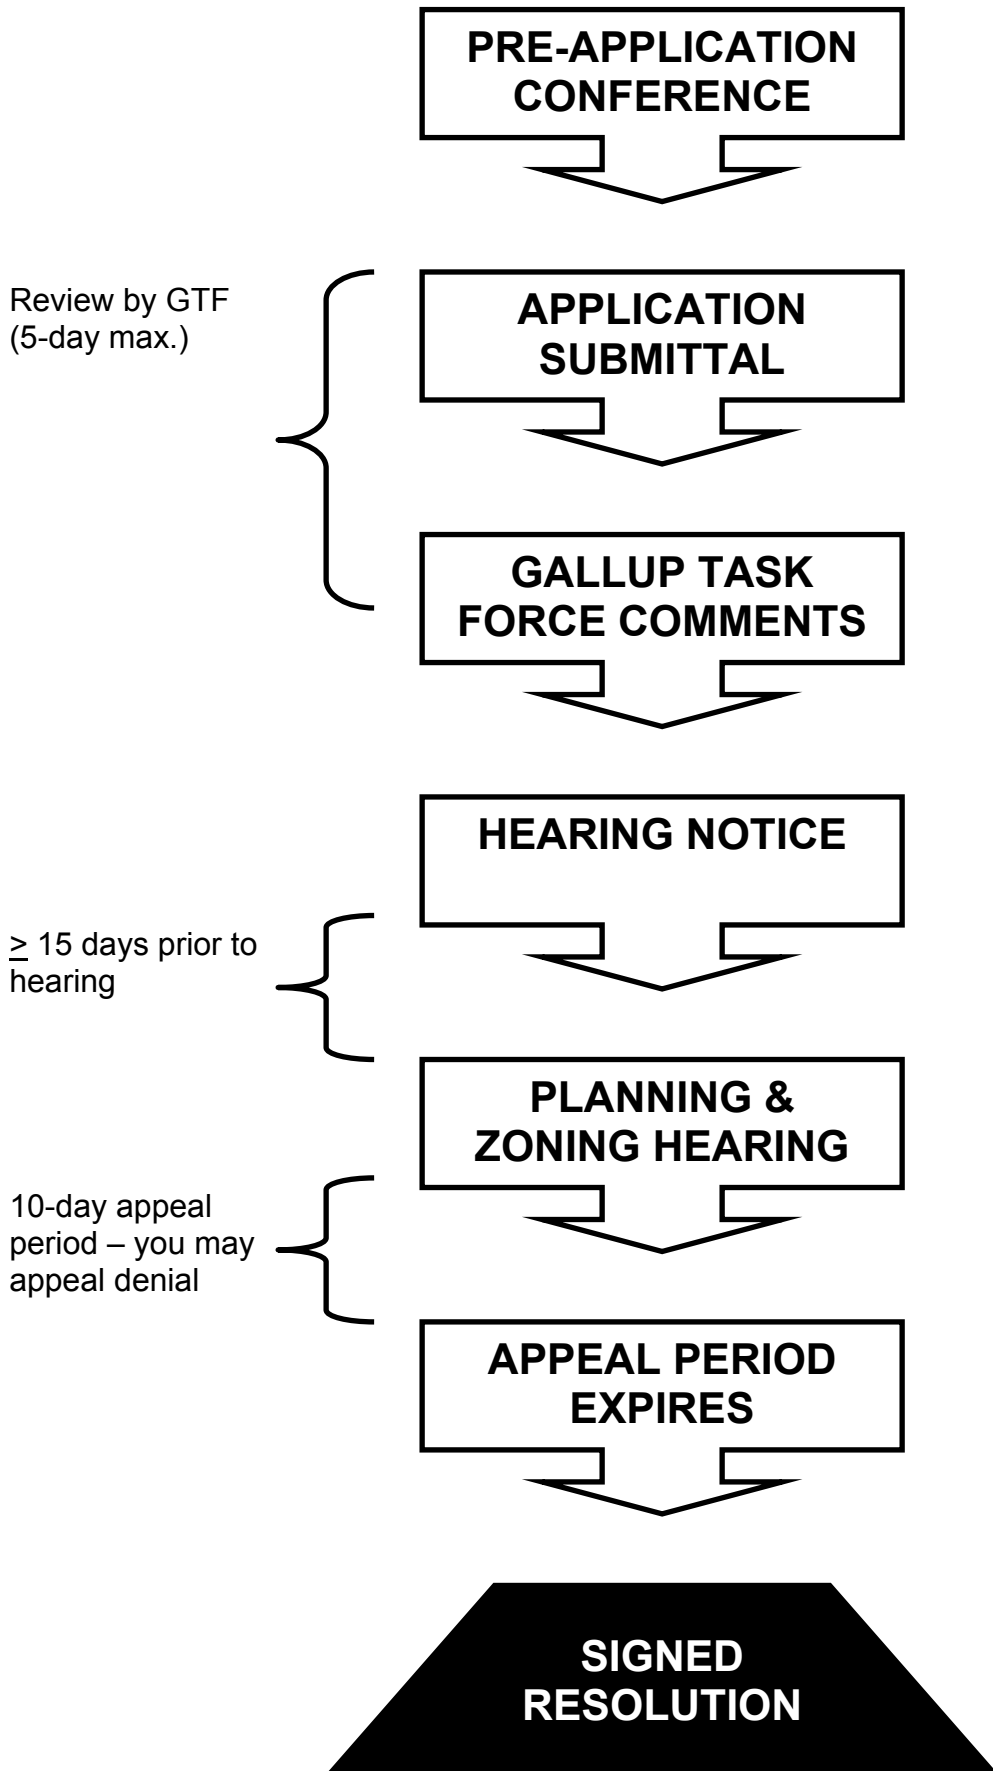 PRE-APPLICATION
CONFERENCE
Review by GTF
(5-day max.)
APPLICATION
SUBMITTAL
GALLUP TASK
FORCE COMMENTS
HEARING NOTICE
≥ 15 days prior to
hearing
PLANNING &
ZONING HEARING
10-day appeal
period – you may
appeal denial
APPEAL PERIOD
EXPIRES
SIGNED
RESOLUTION